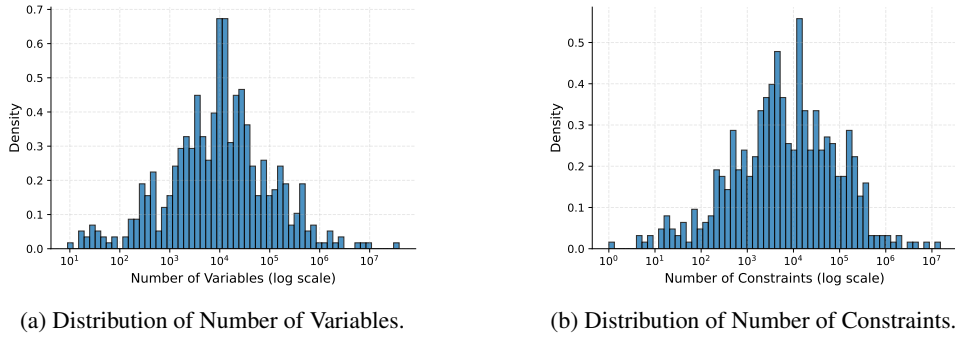 0.7
0.6
0.5
0.4
0.3
0.2
0.1
0.0
Density
10¹ 10² 10³ 10⁴ 10⁵ 10⁶ 10⁷
Number of Variables (log scale)
(a) Distribution of Number of Variables.
0.5
0.4
0.3
0.2
0.1
0.0
Density
10⁰ 10¹ 10² 10³ 10⁴ 10⁵ 10⁶ 10⁷
Number of Constraints (log scale)
(b) Distribution of Number of Constraints.